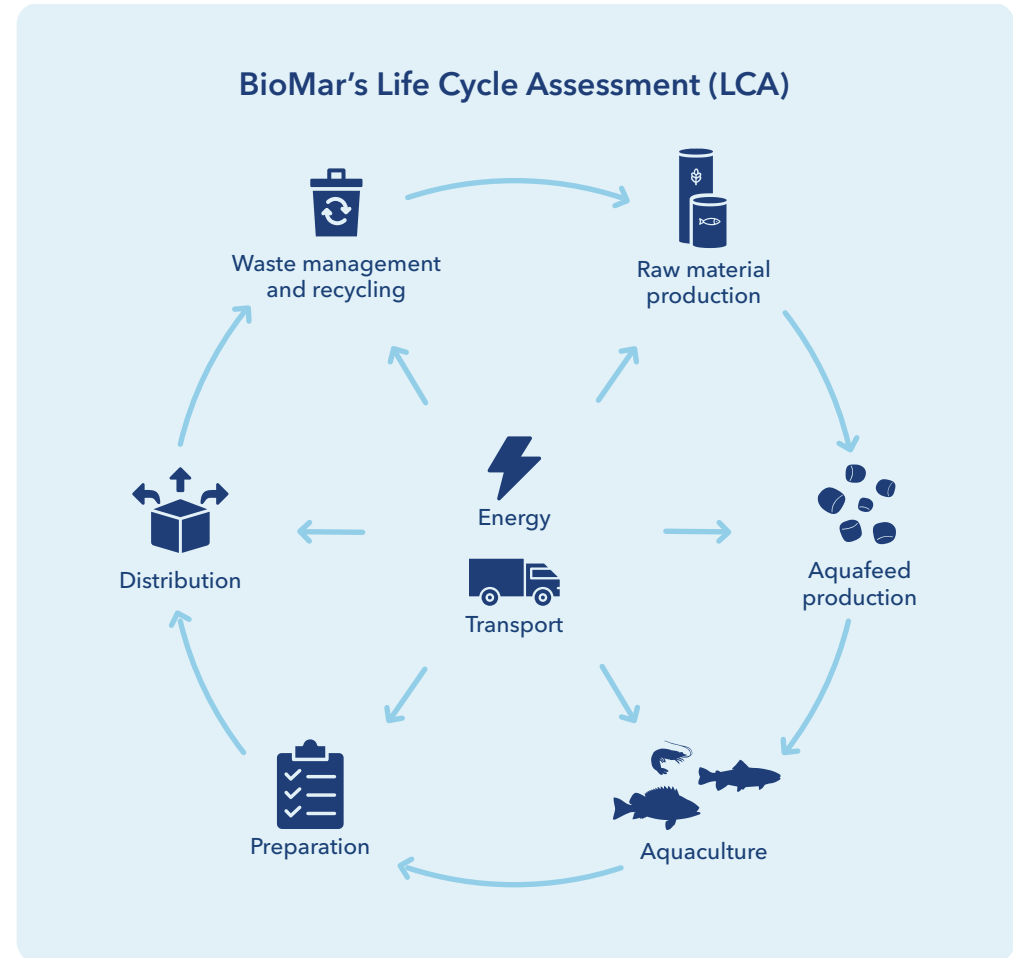 BioMar’s Life Cycle Assessment (LCA)
Waste management
and recycling
Raw material
production
Energy
Distribution
Aquafeed
production
Transport
Preparation
Aquaculture